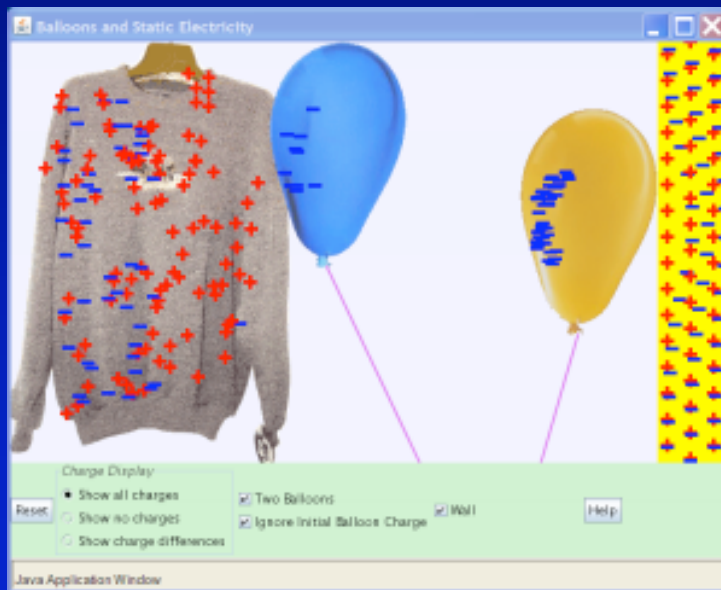 Balloons and Static Electricity
Charge Display
Show all charges
Show no charges
Show charge differences
Two Balloons
Ignore Initial Balloon Charge
Wall
Reset
Help
Java Application Window